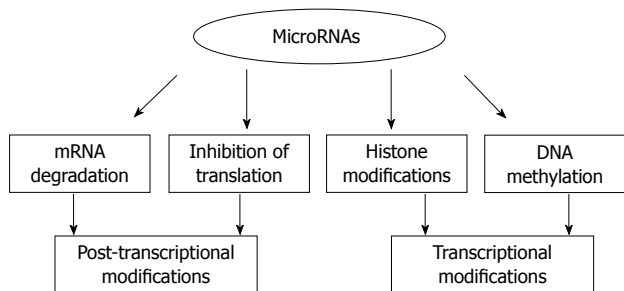 MicroRNAs
mRNA
degradation
Inhibition of
translation
Histone
modifications
DNA
methylation
Post-transcriptional
modifications
Transcriptional
modifications